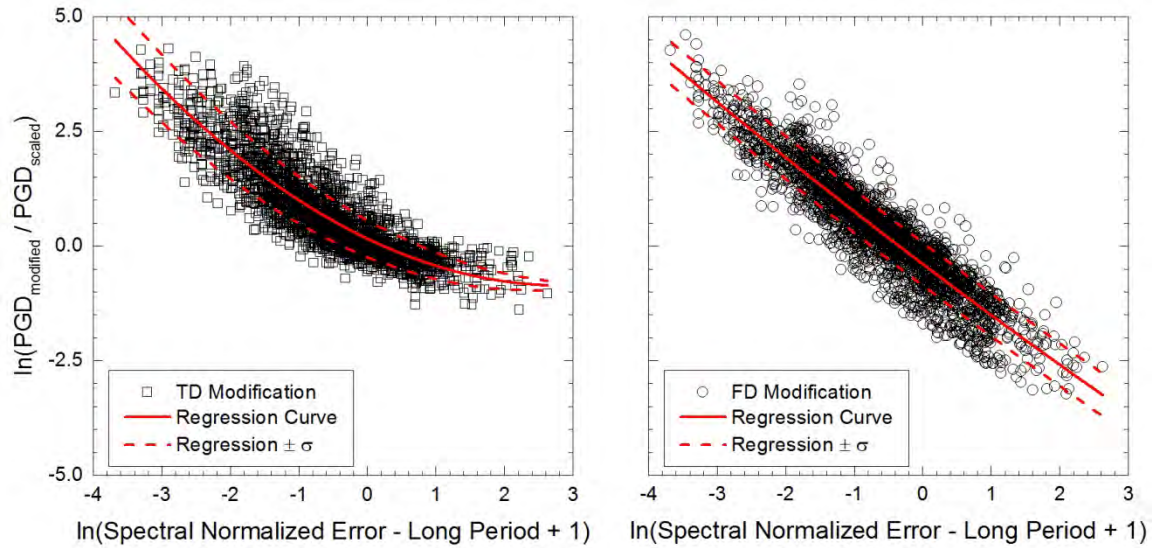 ln(PGDmodified / PGDscaled)
5.0
2.5
0.0
-2.5
-5.0
TD Modification
Regression Curve
Regression ± σ
-4 -3 -2 -1 0 1 2 3
ln(Spectral Normalized Error - Long Period + 1)
FD Modification
Regression Curve
Regression ± σ
-4 -3 -2 -1 0 1 2 3
ln(Spectral Normalized Error - Long Period + 1)